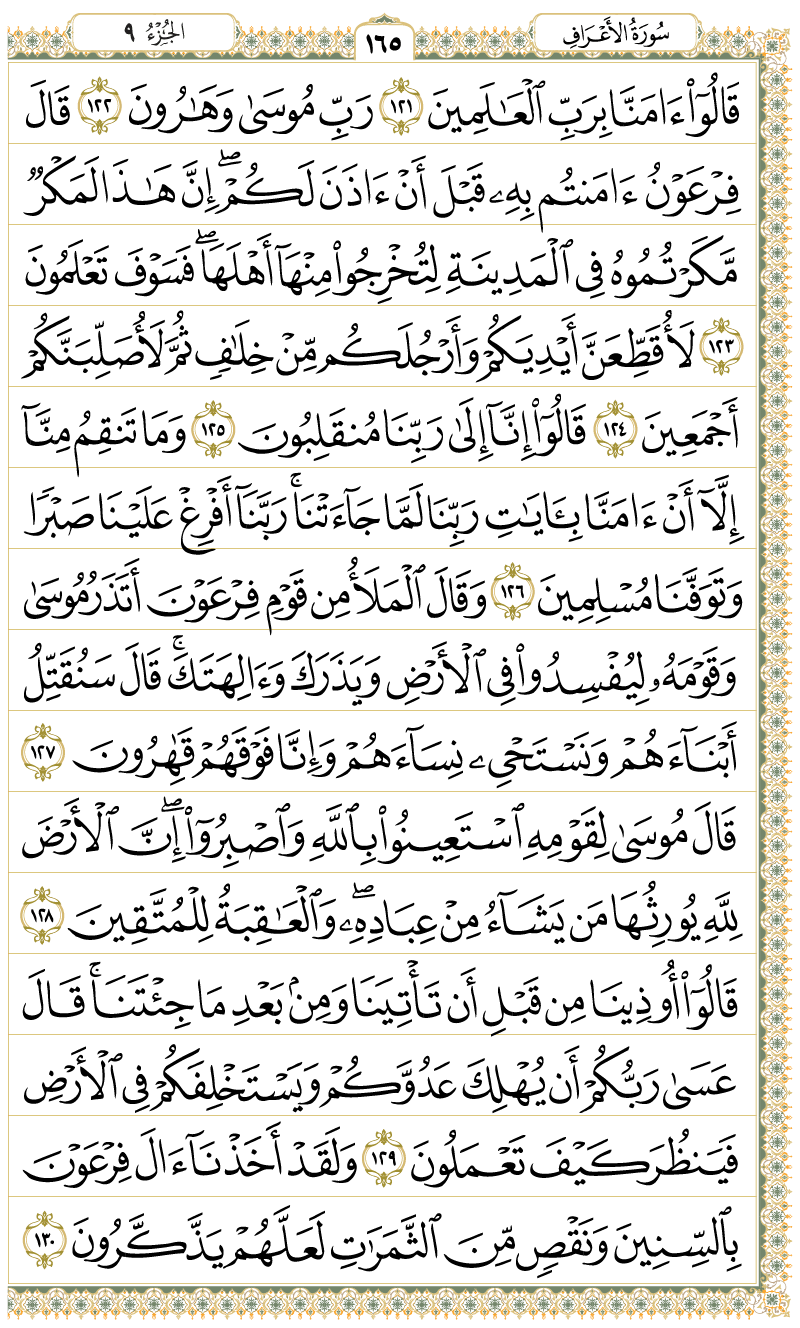 سُورَةُ الأَعْرَافِ
١٦٥
الجُزْءُ ٩
قَالُوٓا۟ ءَامَنَّا بِرَبِّ ٱلْعَـٰلَمِينَ ١٢١ رَبِّ مُوسَىٰ وَهَـٰرُونَ ١٢٢ قَالَ
فِرْعَوْنُ ءَامَنتُم بِهِۦ قَبْلَ أَنْ ءَاذَنَ لَكُمْ ۖ إِنَّ هَـٰذَا لَمَكْرٌ
مَّكَرْتُمُوهُ فِى ٱلْمَدِينَةِ لِتُخْرِجُوا۟ مِنْهَآ أَهْلَهَا ۖ فَسَوْفَ تَعْلَمُونَ
١٢٣ لَأُقَطِّعَنَّ أَيْدِيَكُمْ وَأَرْجُلَكُم مِّنْ خِلَـٰفٍ ثُمَّ لَأُصَلِّبَنَّكُمْ
أَجْمَعِينَ ١٢٤ قَالُوٓا۟ إِنَّآ إِلَىٰ رَبِّنَا مُنقَلِبُونَ ١٢٥ وَمَا تَنقِمُ مِنَّآ
إِلَّآ أَنْ ءَامَنَّا بِـَٔايَـٰتِ رَبِّنَا لَمَّا جَآءَتْنَا ۚ رَبَّنَآ أَفْرِغْ عَلَيْنَا صَبْرًا
وَتَوَفَّنَا مُسْلِمِينَ ١٢٦ وَقَالَ ٱلْمَلَأُ مِن قَوْمِ فِرْعَوْنَ أَتَذَرُ مُوسَىٰ
وَقَوْمَهُۥ لِيُفْسِدُوا۟ فِى ٱلْأَرْضِ وَيَذَرَكَ وَءَالِهَتَكَ ۚ قَالَ سَنُقَتِّلُ
أَبْنَآءَهُمْ وَنَسْتَحْىِۦ نِسَآءَهُمْ وَإِنَّا فَوْقَهُمْ قَـٰهِرُونَ ١٢٧
قَالَ مُوسَىٰ لِقَوْمِهِ ٱسْتَعِينُوا۟ بِٱللَّهِ وَٱصْبِرُوٓا۟ ۖ إِنَّ ٱلْأَرْضَ
لِلَّهِ يُورِثُهَا مَن يَشَآءُ مِنْ عِبَادِهِۦ ۖ وَٱلْعَـٰقِبَةُ لِلْمُتَّقِينَ ١٢٨
قَالُوٓا۟ أُوذِينَا مِن قَبْلِ أَن تَأْتِيَنَا وَمِنۢ بَعْدِ مَا جِئْتَنَا ۚ قَالَ
عَسَىٰ رَبُّكُمْ أَن يُهْلِكَ عَدُوَّكُمْ وَيَسْتَخْلِفَكُمْ فِى ٱلْأَرْضِ
فَيَنظُرَ كَيْفَ تَعْمَلُونَ ١٢٩ وَلَقَدْ أَخَذْنَآ ءَالَ فِرْعَوْنَ
بِٱلسِّنِينَ وَنَقْصٍ مِّنَ ٱلثَّمَرَٰتِ لَعَلَّهُمْ يَذَّكَّرُونَ ١٣٠